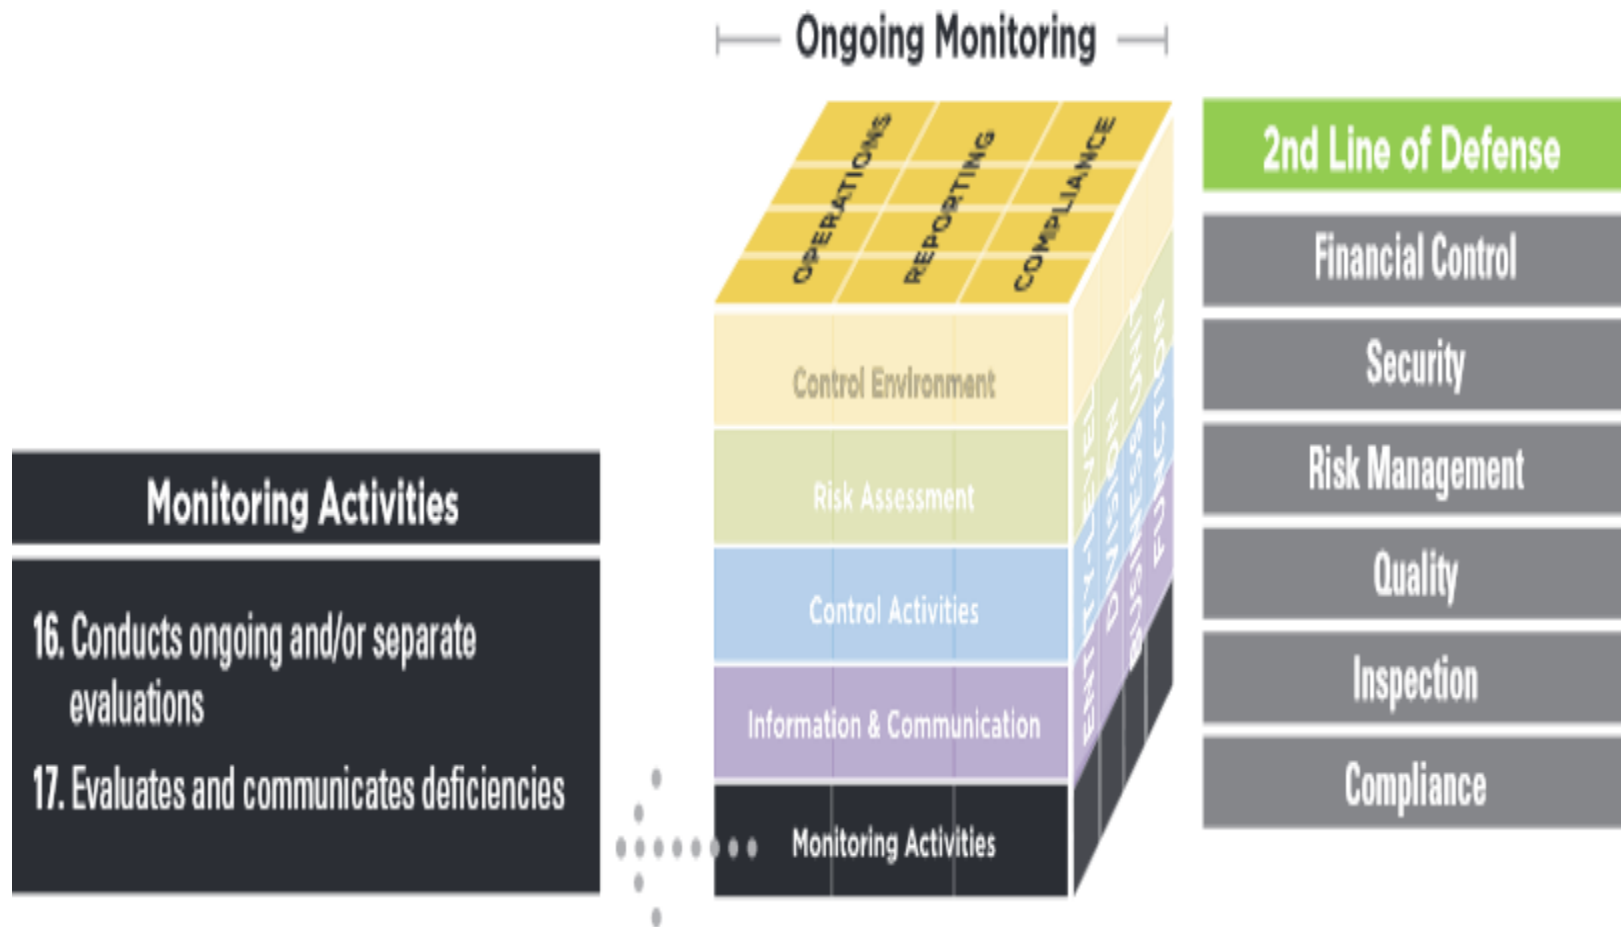 Ongoing Monitoring
OPERATIONS
REPORTING
COMPLIANCE
Control Environment
Risk Assessment
Control Activities
Information & Communication
Monitoring Activities
ENTITY-LEVEL
DIVISION
BUSINESS UNIT
FUNCTION
Monitoring Activities
16. Conducts ongoing and/or separate
evaluations
17. Evaluates and communicates deficiencies
2nd Line of Defense
Financial Control
Security
Risk Management
Quality
Inspection
Compliance